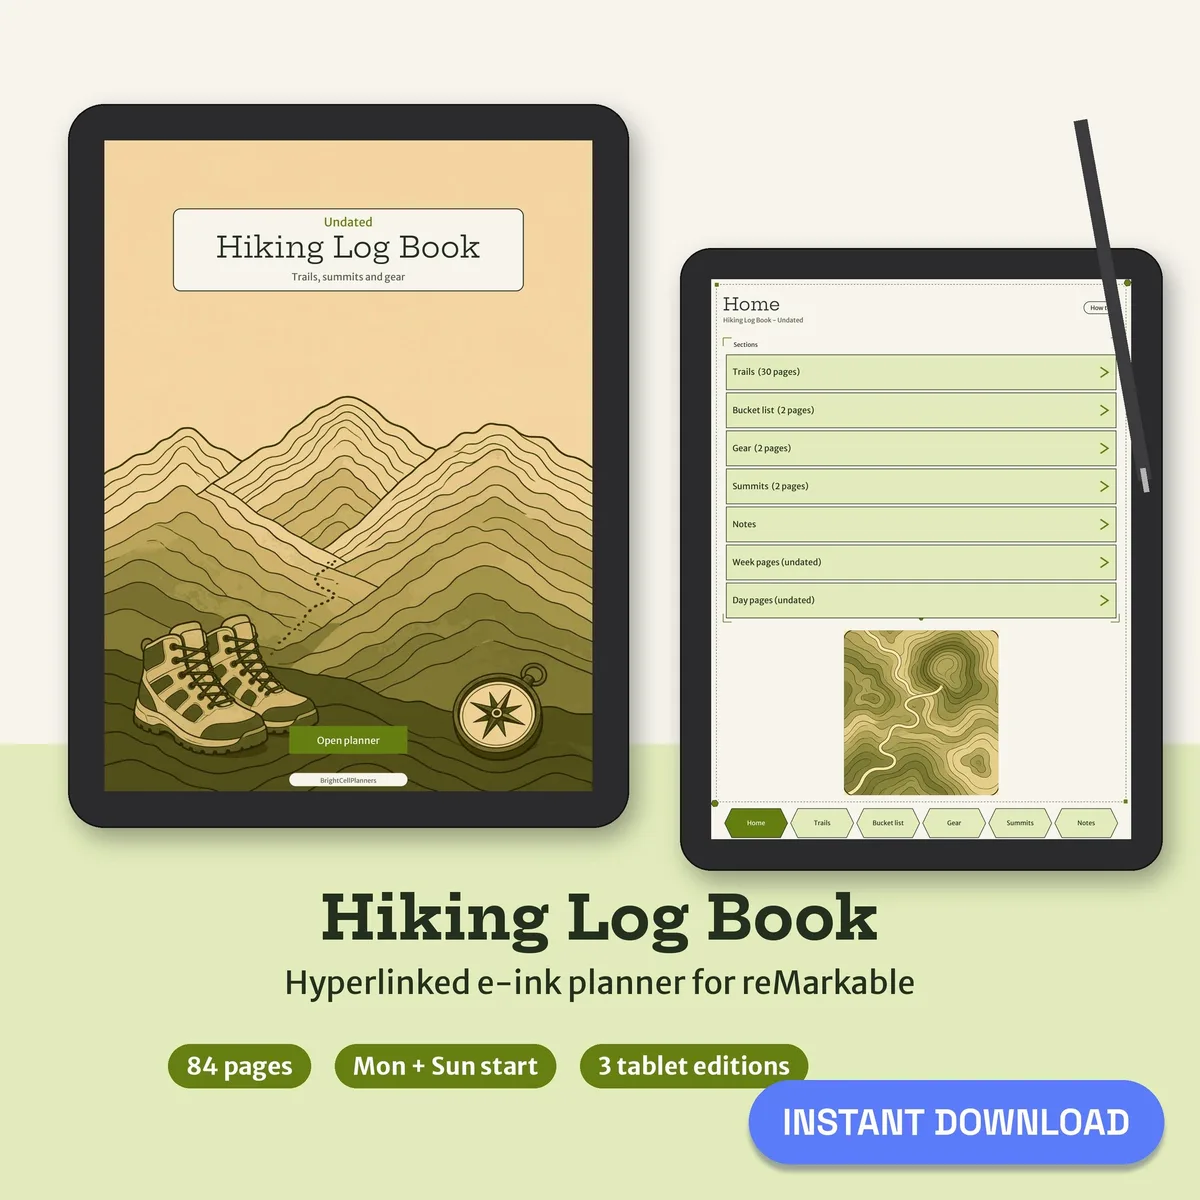 Undated
Hiking Log Book
Trails, summits and gear
Open planner
BrightCellPlanners
Home
How
Hiking Log Book – Undated
Sections
Trails (30 pages)
Bucket list (2 pages)
Gear (2 pages)
Summits (2 pages)
Notes
Week pages (undated)
Day pages (undated)
Home
Trails
Bucket list
Gear
Summits
Notes
Hiking Log Book
Hyperlinked e-ink planner for reMarkable
84 pages
Mon + Sun start
3 tablet editions
INSTANT DOWNLOAD